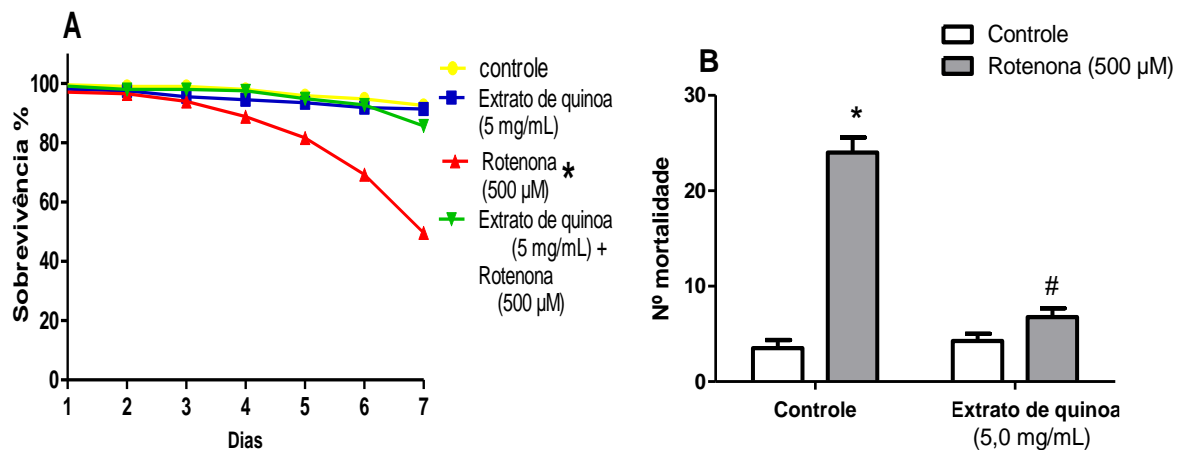 A
Sobrevivência %
100
80
60
40
20
0
1 2 3 4 5 6 7
Dias
controle
Extrato de quinoa
(5 mg/mL)
Rotenona *
(500 µM)
Extrato de quinoa
(5 mg/mL) +
Rotenona
(500 µM)
B
Controle
Rotenona (500 µM)
Nº mortalidade
30
20
10
0
*
#
Controle Extrato de quinoa
(5,0 mg/mL)